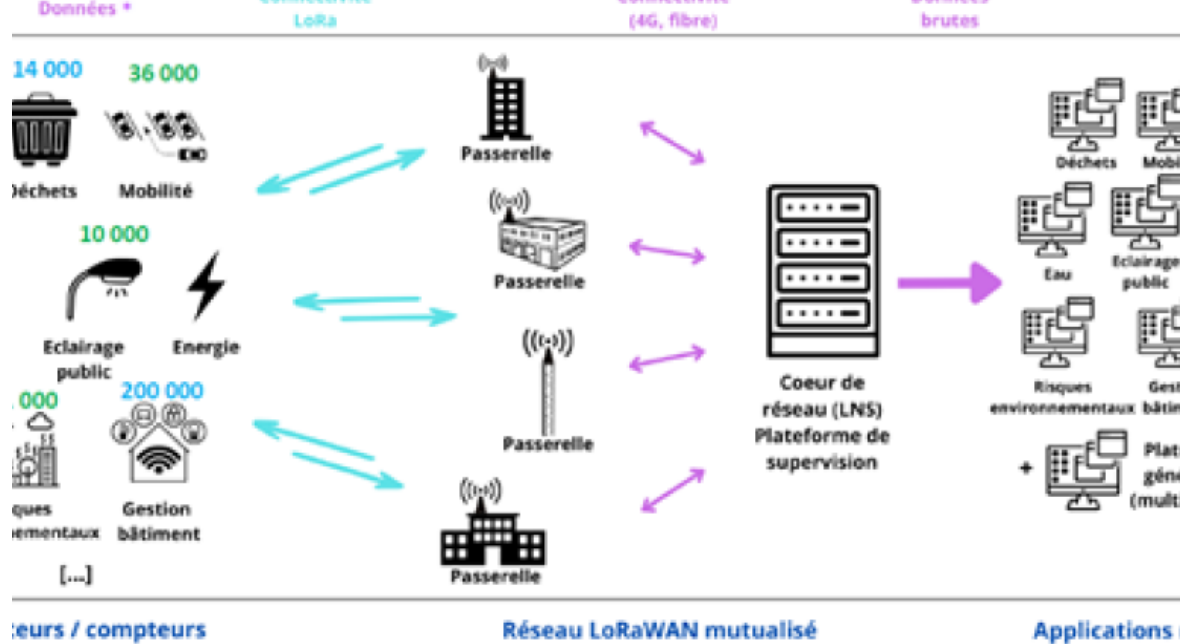 Données *
Connectivité
LoRa
Connectivité
(4G, fibre)
Données
brutes
14 000
36 000
Déchets
Mobilité
10 000
Eclairage
public
Energie
000
200 000
Gestion
bâtiment
[...]
Passerelle
Passerelle
Passerelle
Passerelle
Coeur de
réseau (LNS)
Plateforme de
supervision
Déchets
Eau
Eclairage
public
Risques
environnementaux
+
/ compteurs
Réseau LoRaWAN mutualisé
Applications